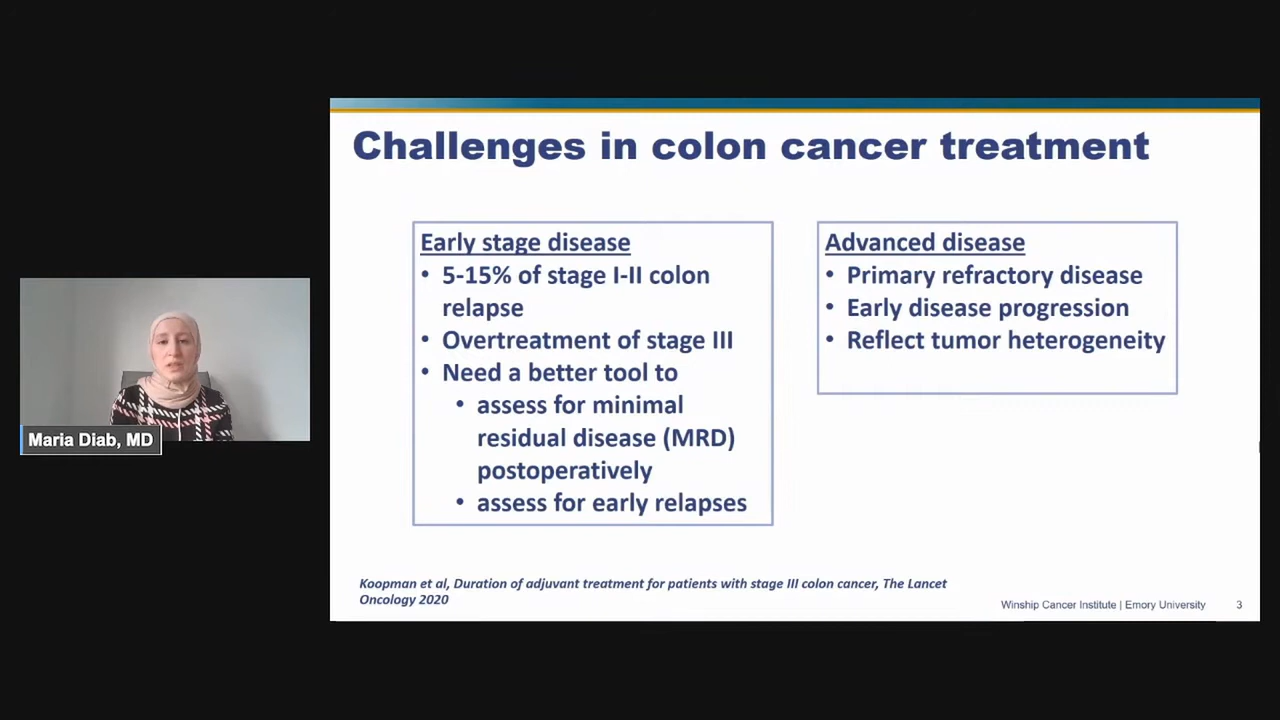 Challenges in colon cancer treatment
Early stage disease
• 5-15% of stage I-II colon
relapse
• Overtreatment of stage III
• Need a better tool to
• assess for minimal
residual disease (MRD)
postoperatively
• assess for early relapses
Advanced disease
• Primary refractory disease
• Early disease progression
• Reflect tumor heterogeneity
Maria Diab, MD
Koopman et al, Duration of adjuvant treatment for patients with stage III colon cancer, The Lancet
Oncology 2020
Winship Cancer Institute | Emory University 3